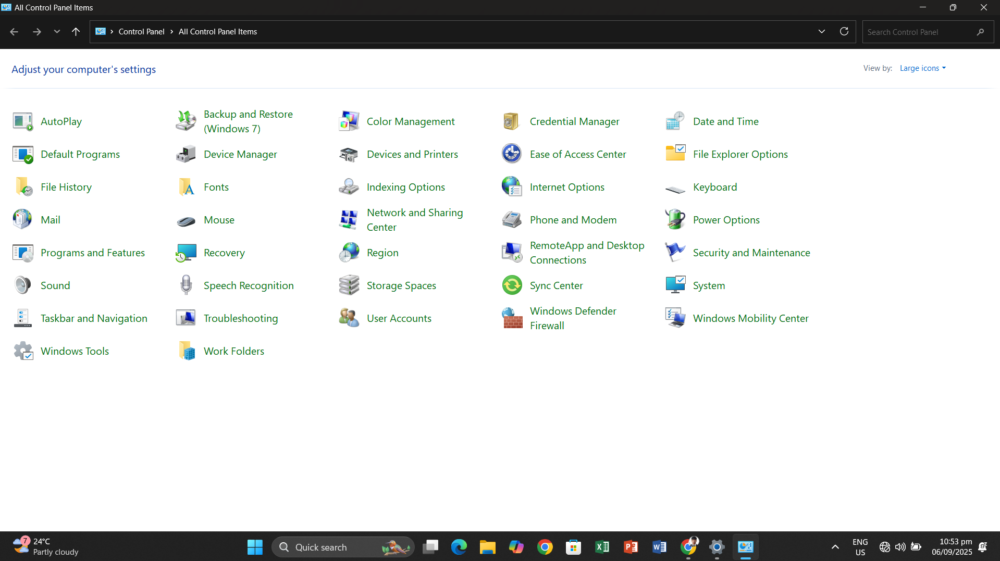 All Control Panel Items
Control Panel All Control Panel Items
Search Control Panel
Adjust your computer's settings
View by: Large icons
AutoPlay
Backup and Restore
(Windows 7)
Color Management
Credential Manager
Date and Time
Default Programs
Device Manager
Devices and Printers
Ease of Access Center
File Explorer Options
File History
Fonts
Indexing Options
Internet Options
Keyboard
Mail
Mouse
Network and Sharing
Center
Phone and Modem
Power Options
Programs and Features
Recovery
Region
RemoteApp and Desktop
Connections
Security and Maintenance
Sound
Speech Recognition
Storage Spaces
Sync Center
System
Taskbar and Navigation
Troubleshooting
User Accounts
Windows Defender
Firewall
Windows Mobility Center
Windows Tools
Work Folders
7
24°C
Partly cloudy
Quick search
ENG
US
10:53 pm
06/09/2025